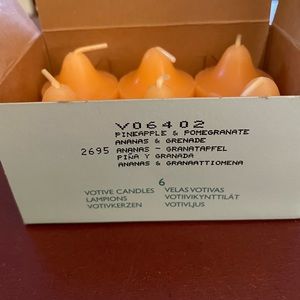 V06402
PINEAPPLE & POMEGRANATE
ANANAS & GRENADE
2695 ANANAS - GRANATAPFEL
PIÑA Y GRANADA
ANANAS & GRANAATTIOMENA
6
VOTIVE CANDLES VELAS VOTIVAS
LAMPIONS VOTIIVIKYNTTILÄT
VOTIVKERZEN VOTIVLJUS